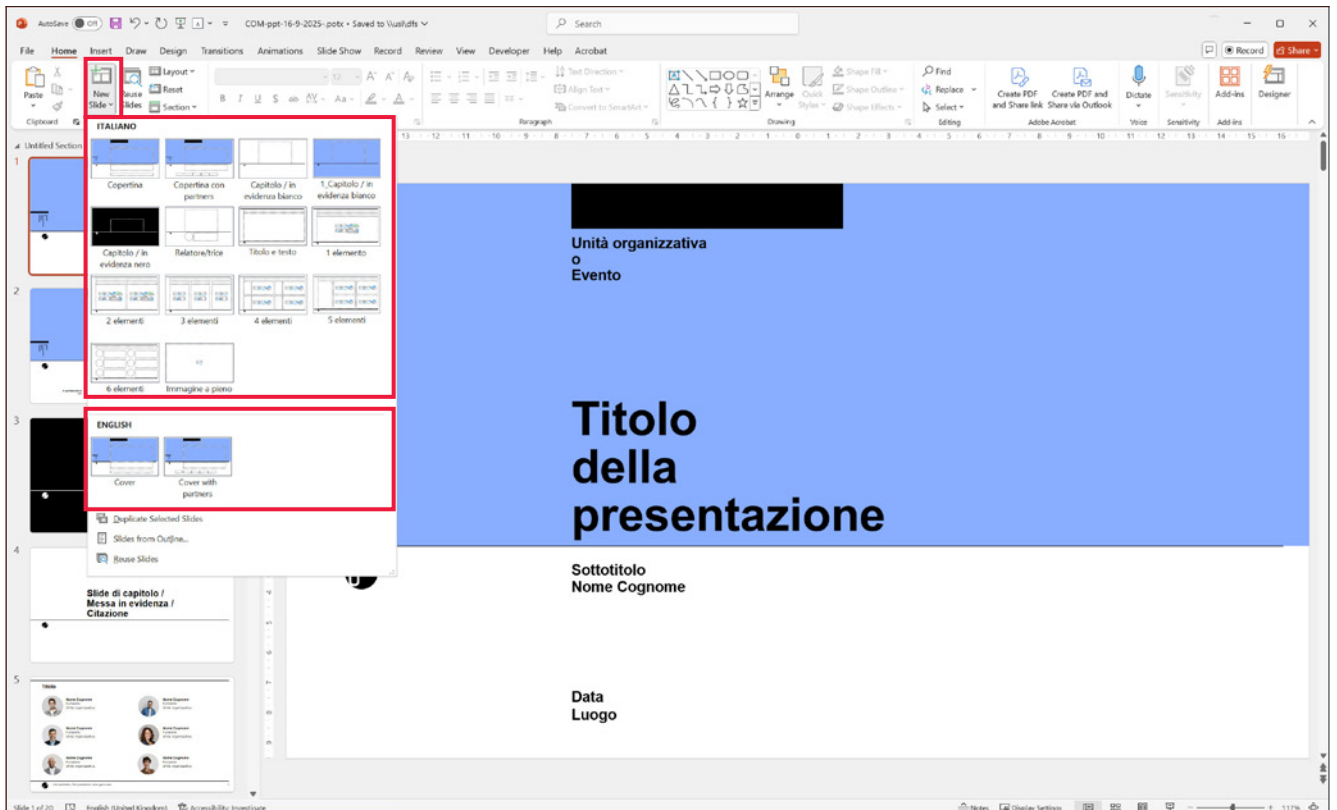 AutoSave Off COM-ppt-16-9-2025-.potx • Saved to \\usi\dfs Search
File Home Insert Draw Design Transitions Animations Slide Show Record Review View Developer Help Acrobat Record Share
Paste
New Slide
Reuse Slides
Layout
Reset
Section
Text Direction
Align Text
Convert to SmartArt
Arrange
Quick Styles
Shape Fill
Shape Outline
Shape Effects
Find
Replace
Select
Create PDF and Share link
Create PDF and Share via Outlook
Dictate
Sensitivity
Add-ins
Designer
Clipboard Paragraph Drawing Editing Adobe Acrobat Voice Sensitivity Add-ins
Untitled Section
ITALIANO
Copertina
Copertina con partners
Capitolo / in evidenza bianco
1_Capitolo / in evidenza bianco
Capitolo / in evidenza nero
Relatore/trice
Titolo e testo
1 elemento
2 elementi
3 elementi
4 elementi
5 elementi
6 elementi
Immagine a pieno
ENGLISH
Cover
Cover with partners
Duplicate Selected Slides
Slides from Outline...
Reuse Slides
1
2
3
4
Slide di capitolo /
Messa in evidenza /
Citazione
5
Titolo
Unità organizzativa
o
Evento
Titolo
della
presentazione
Sottotitolo
Nome Cognome
Data
Luogo
Slide 1 of 20 English (United Kingdom) Accessibility: Investigate Notes Display Settings 117%